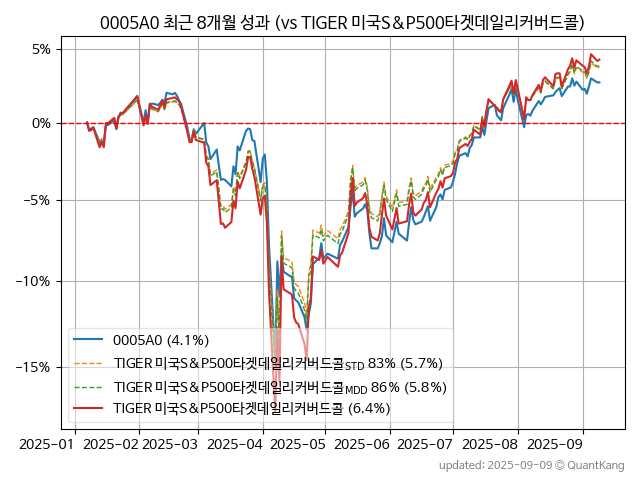 0005A0 최근 8개월 성과 (vs TIGER 미국S&P500타겟데일리커버드콜)
5%
0%
−5%
−10%
−15%
0005A0 (4.1%)
TIGER 미국S&P500타겟데일리커버드콜STD 83% (5.7%)
TIGER 미국S&P500타겟데일리커버드콜MDD 86% (5.8%)
TIGER 미국S&P500타겟데일리커버드콜 (6.4%)
2025-01 2025-02 2025-03 2025-04 2025-05 2025-06 2025-07 2025-08 2025-09
updated: 2025-09-09 © QuantKang